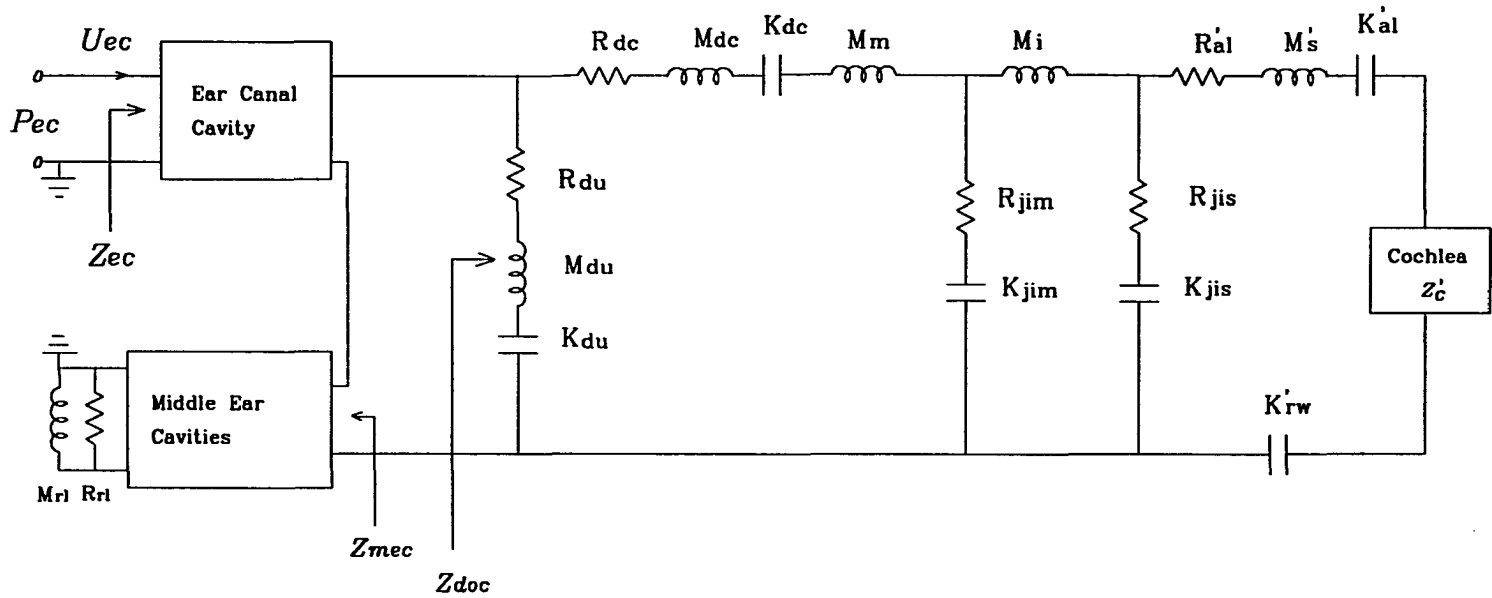 Uec
Pec
Zec
Ear Canal
Cavity
Rdc
Mdc
Kdc
Mm
Mi
R'al
M's
K'al
Rdu
Mdu
Kdu
Rjim
Kjim
Rjis
Kjis
Cochlea
Z'c
K'rw
Middle Ear
Cavities
Mrl
Rrl
Zmec
Zdoc